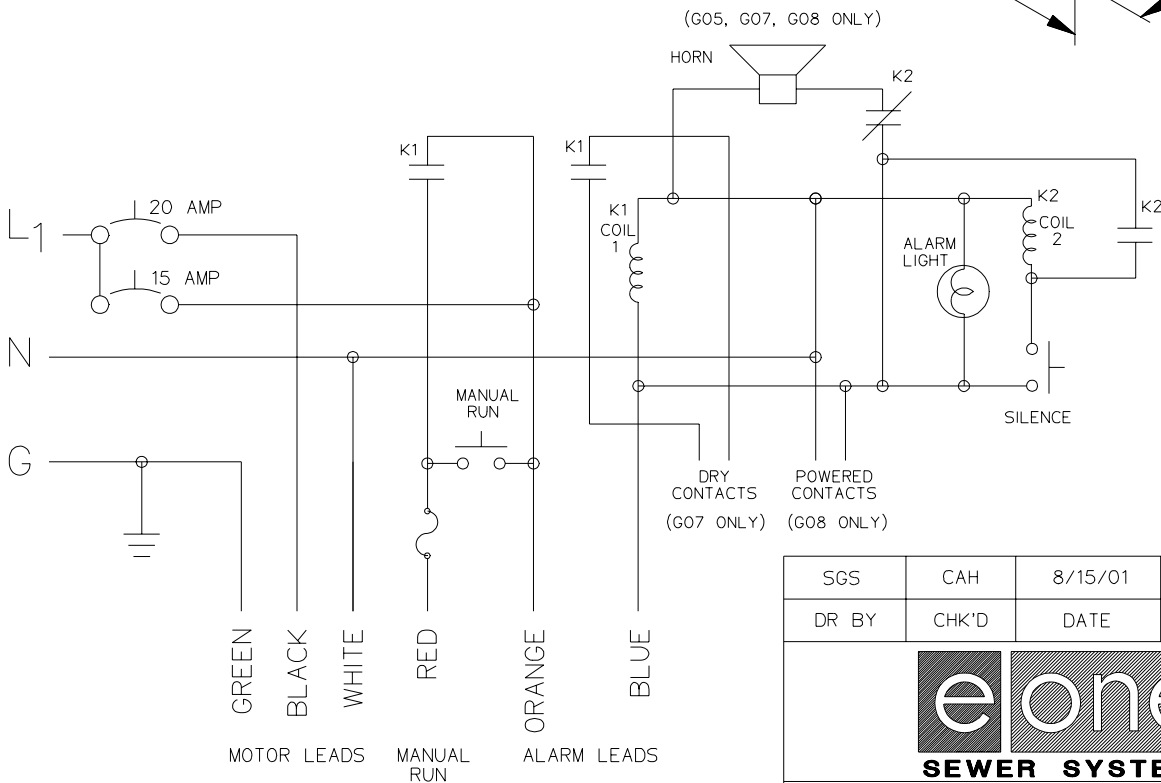 (G05, G07, G08 ONLY)
HORN
K2
K1
K1
20 AMP
L1
K1
COIL
1
K2
COIL
2
K2
ALARM
LIGHT
15 AMP
N
MANUAL
RUN
SILENCE
G
DRY
CONTACTS
(G07 ONLY)
POWERED
CONTACTS
(G08 ONLY)
GREEN
BLACK
WHITE
RED
ORANGE
BLUE
MOTOR LEADS
MANUAL
RUN
ALARM LEADS
SGS CAH 8/15/01
DR BY CHK'D DATE
eone
SEWER SYSTE